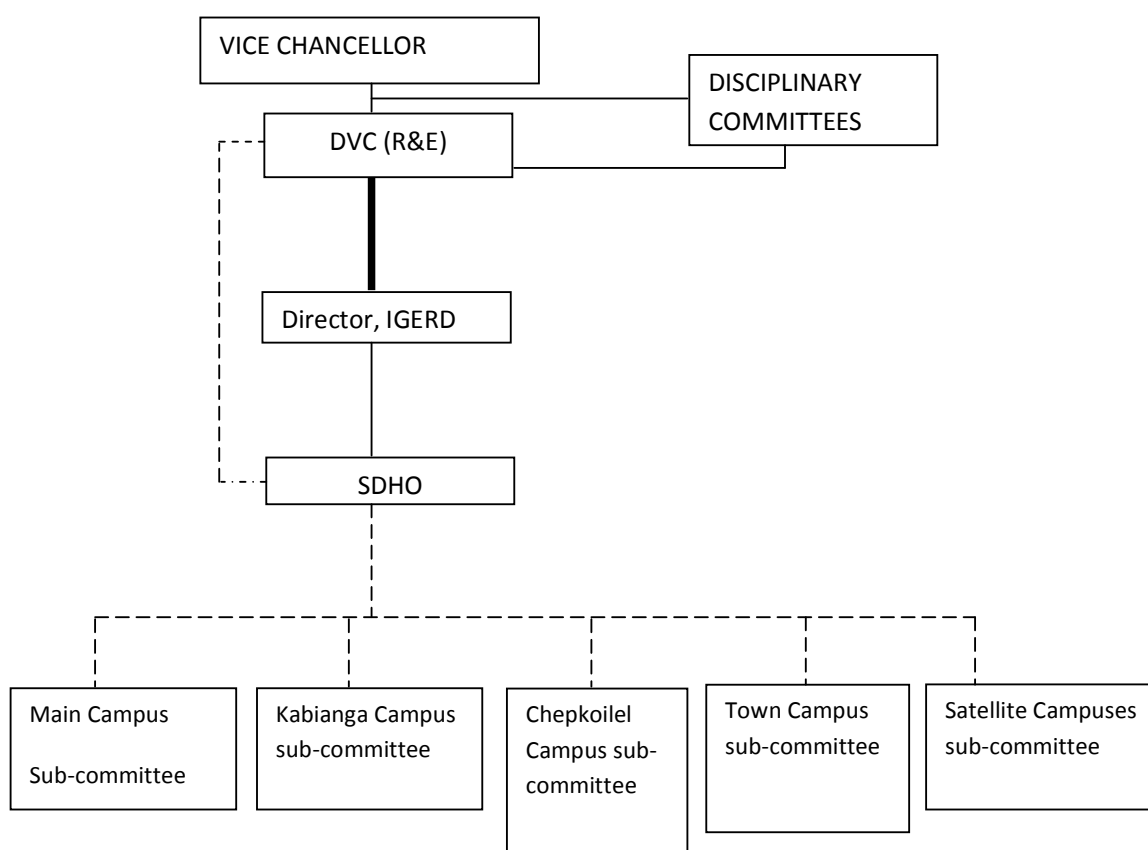 VICE CHANCELLOR
DISCIPLINARY
COMMITTEES
DVC (R&E)
Director, IGERD
SDHO
Main Campus
Sub-committee
Kabianga Campus
sub-committee
Chepkoilel
Campus sub-
committee
Town Campus
sub-committee
Satellite Campuses
sub-committee